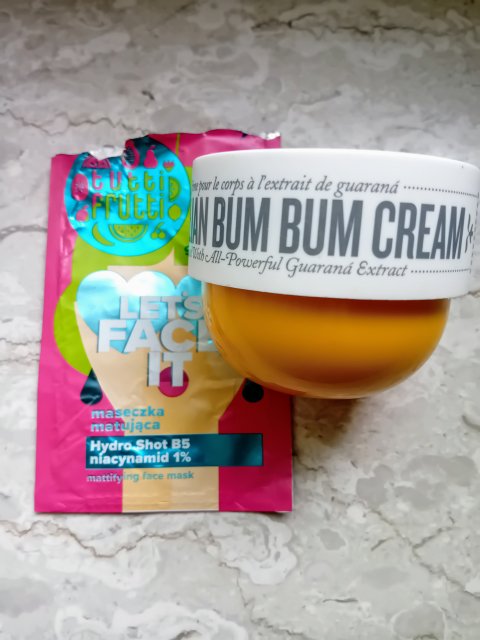 tutti
frutti
LET'S
FACE
IT
maseczka
matująca
Hydro Shot B5
niacynamid 1%
mattifying face mask
pour le corps à l'extrait de guaraná
BUM BUM CREAM
With All-Powerful Guaraná Extract